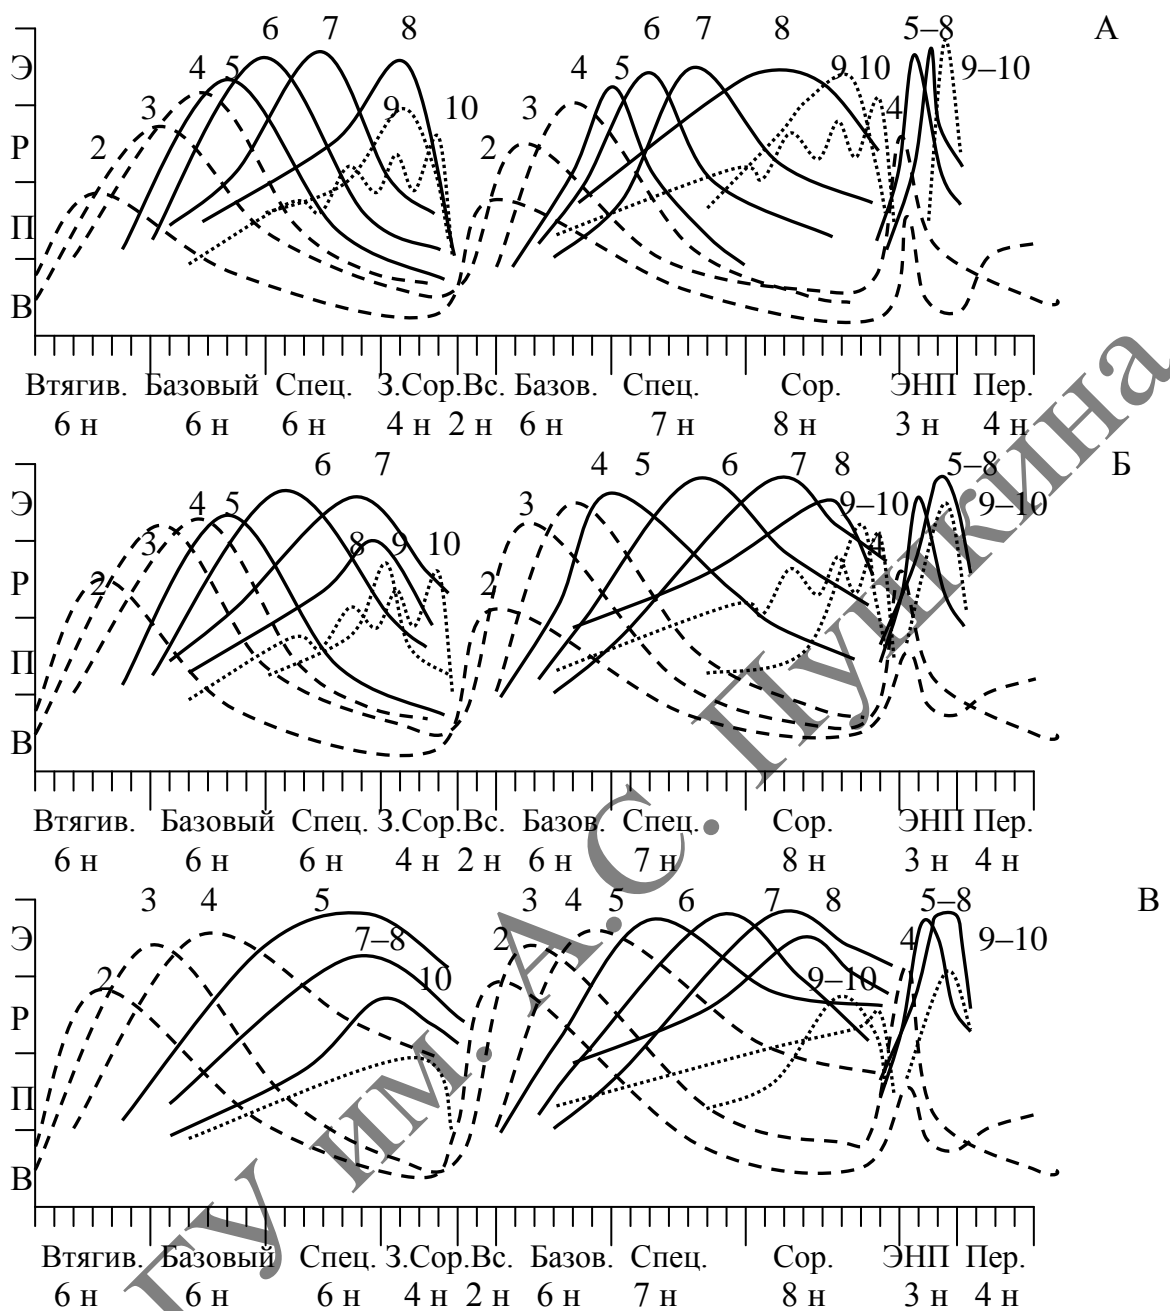 6 7 8 6 7 8 5–8 А
Э 4 5 4 5 9 10 9–10
3 9 10 3 4
Р 2 2
П
В
Втягив. Базовый Спец. З.Сор.Вс. Базов. Спец. Сор. ЭНП Пер.
6 н 6 н 6 н 4 н 2 н 6 н 7 н 8 н 3 н 4 н
6 7 4 5 6 7 8 5–8 Б
Э 4 5 3 9–10 9–10
3 8 9 10 4
Р 2 2
П
В
Втягив. Базовый Спец. З.Сор.Вс. Базов. Спец. Сор. ЭНП Пер.
6 н 6 н 6 н 4 н 2 н 6 н 7 н 8 н 3 н 4 н
3 4 5 3 4 5 6 7 8 5–8 В
Э 7–8 2 4 9–10
2 10 9–10
Р
П
В
Втягив. Базовый Спец. З.Сор.Вс. Базов. Спец. Сор. ЭНП Пер.
6 н 6 н 6 н 4 н 2 н 6 н 7 н 8 н 3 н 4 н
ГУ им. А.С. Пушкина